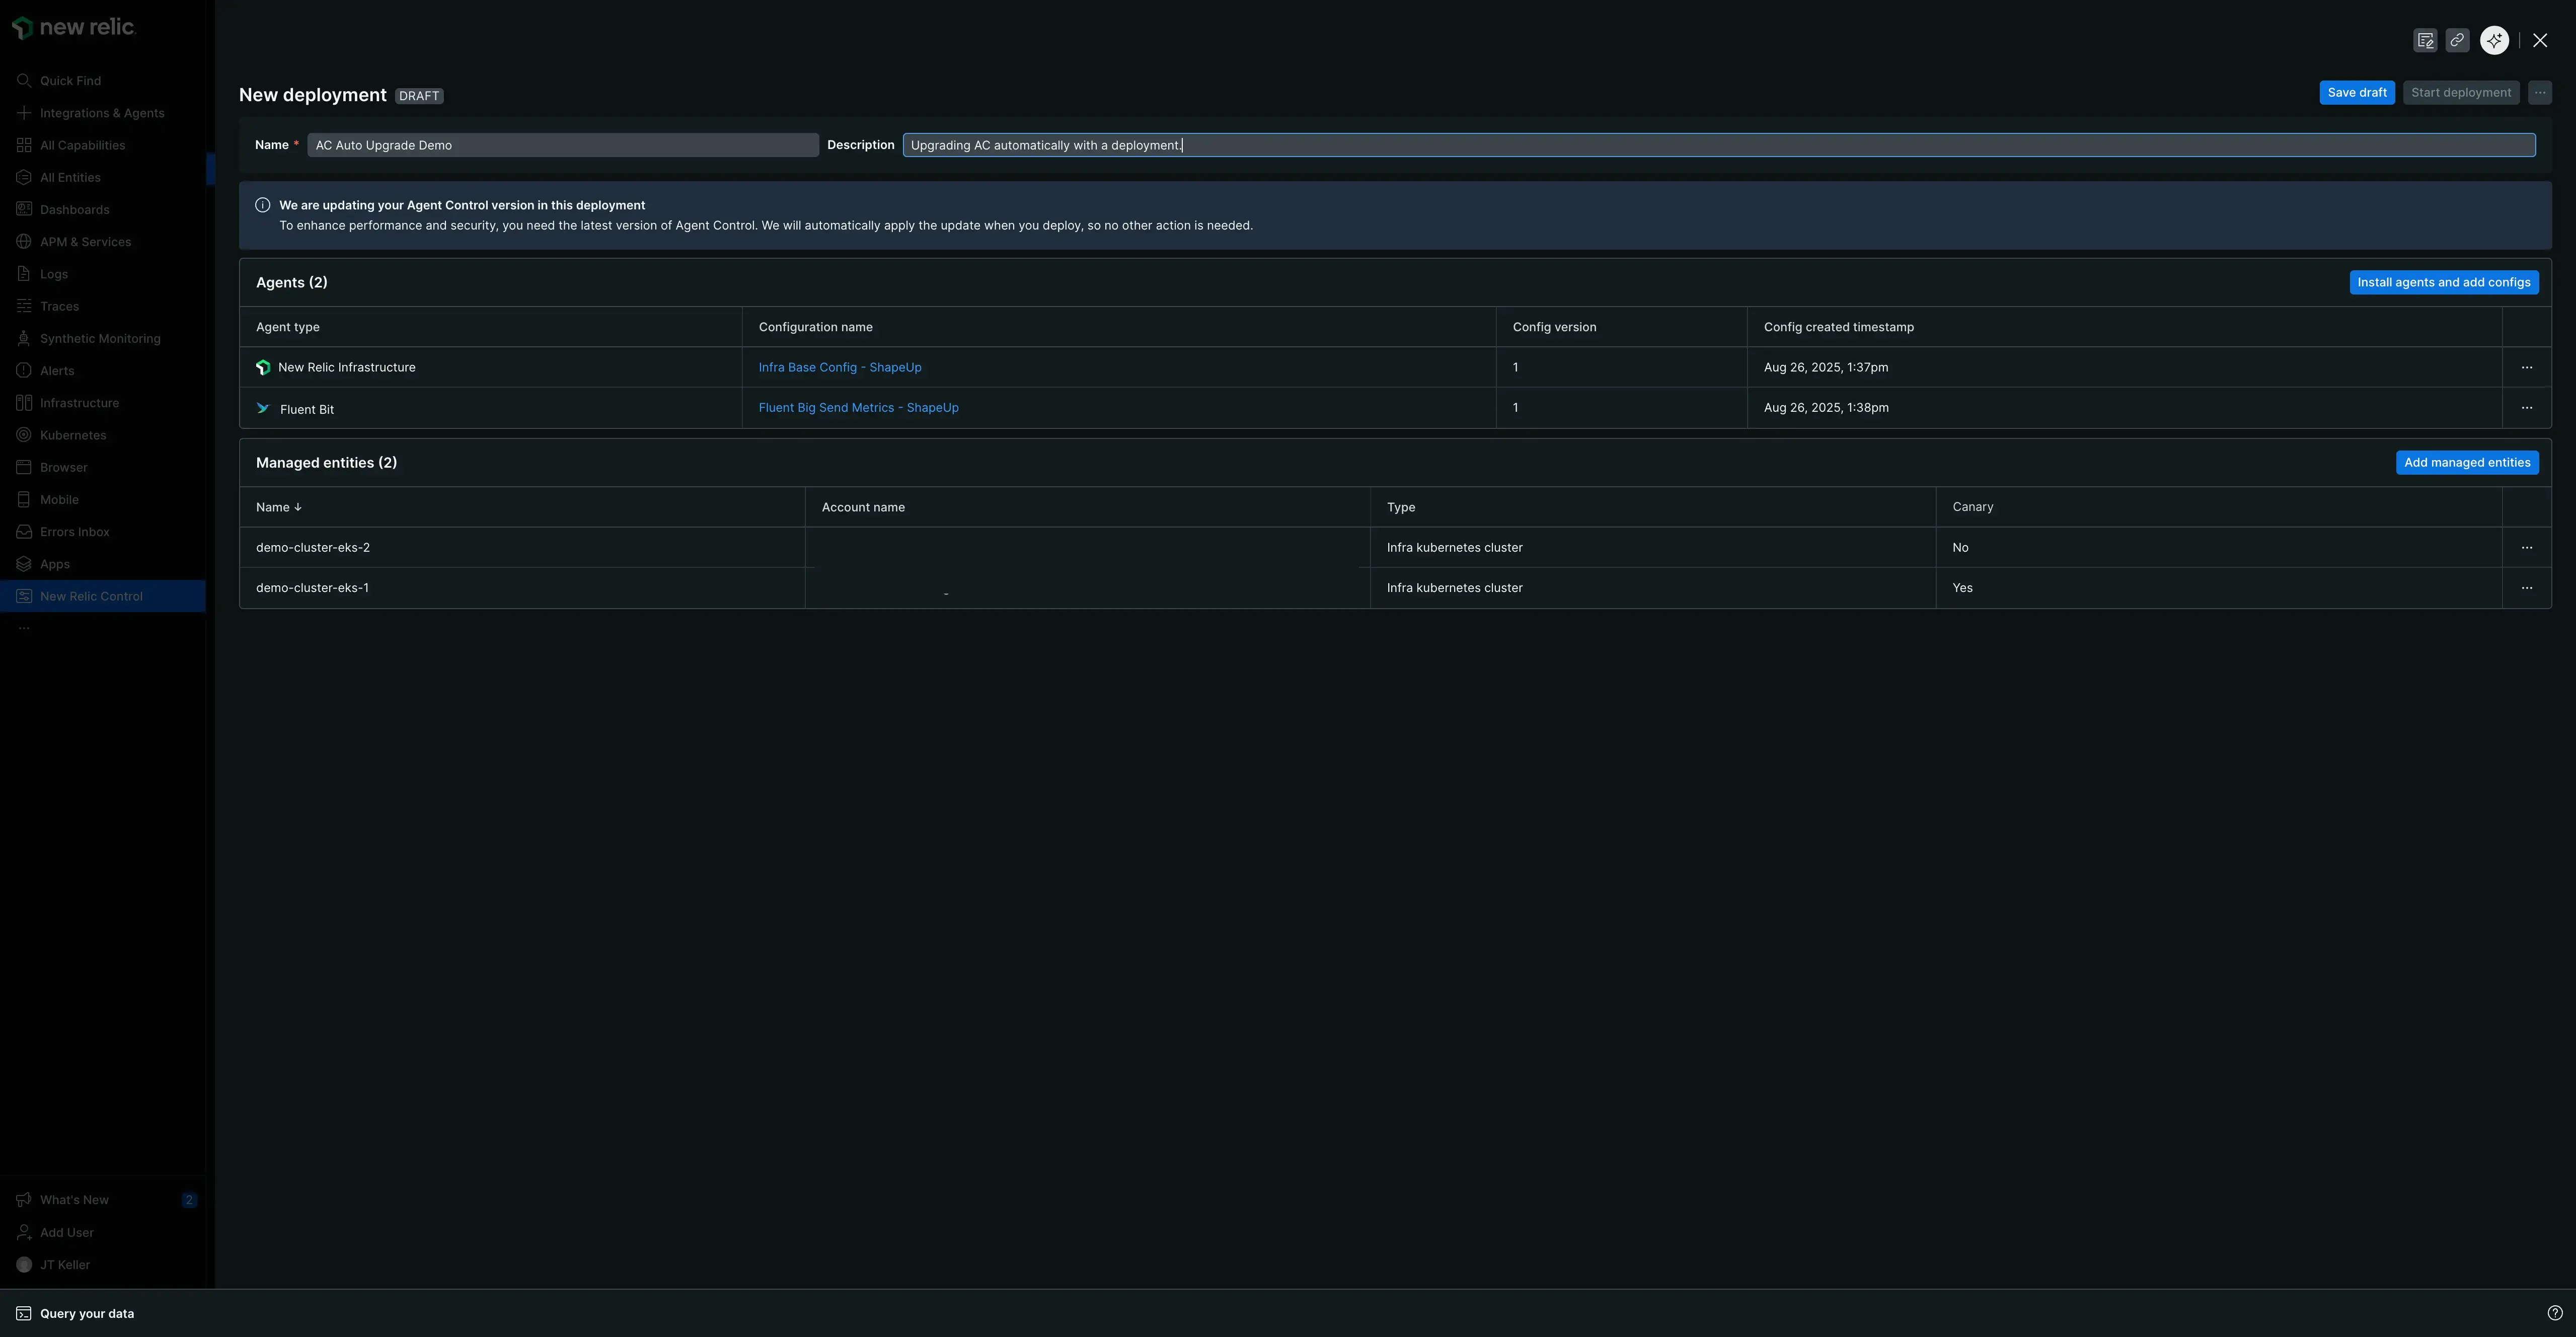 new relic.
Quick Find
Integrations & Agents
All Capabilities
All Entities
Dashboards
APM & Services
Logs
Traces
Synthetic Monitoring
Alerts
Infrastructure
Kubernetes
Browser
Mobile
Errors Inbox
Apps
New Relic Control
...
What's New 2
Add User
JT Keller
New deployment DRAFT
Save draft Start deployment ...
Name * AC Auto Upgrade Demo Description Upgrading AC automatically with a deployment.
We are updating your Agent Control version in this deployment
To enhance performance and security, you need the latest version of Agent Control. We will automatically apply the update when you deploy, so no other action is needed.
Agents (2) Install agents and add configs
Agent type Configuration name Config version Config created timestamp
New Relic Infrastructure Infra Base Config - ShapeUp 1 Aug 26, 2025, 1:37pm ...
Fluent Bit Fluent Big Send Metrics - ShapeUp 1 Aug 26, 2025, 1:38pm ...
Managed entities (2) Add managed entities
Name ↓ Account name Type Canary
demo-cluster-eks-2 Infra kubernetes cluster No ...
demo-cluster-eks-1 Infra kubernetes cluster Yes ...
Query your data